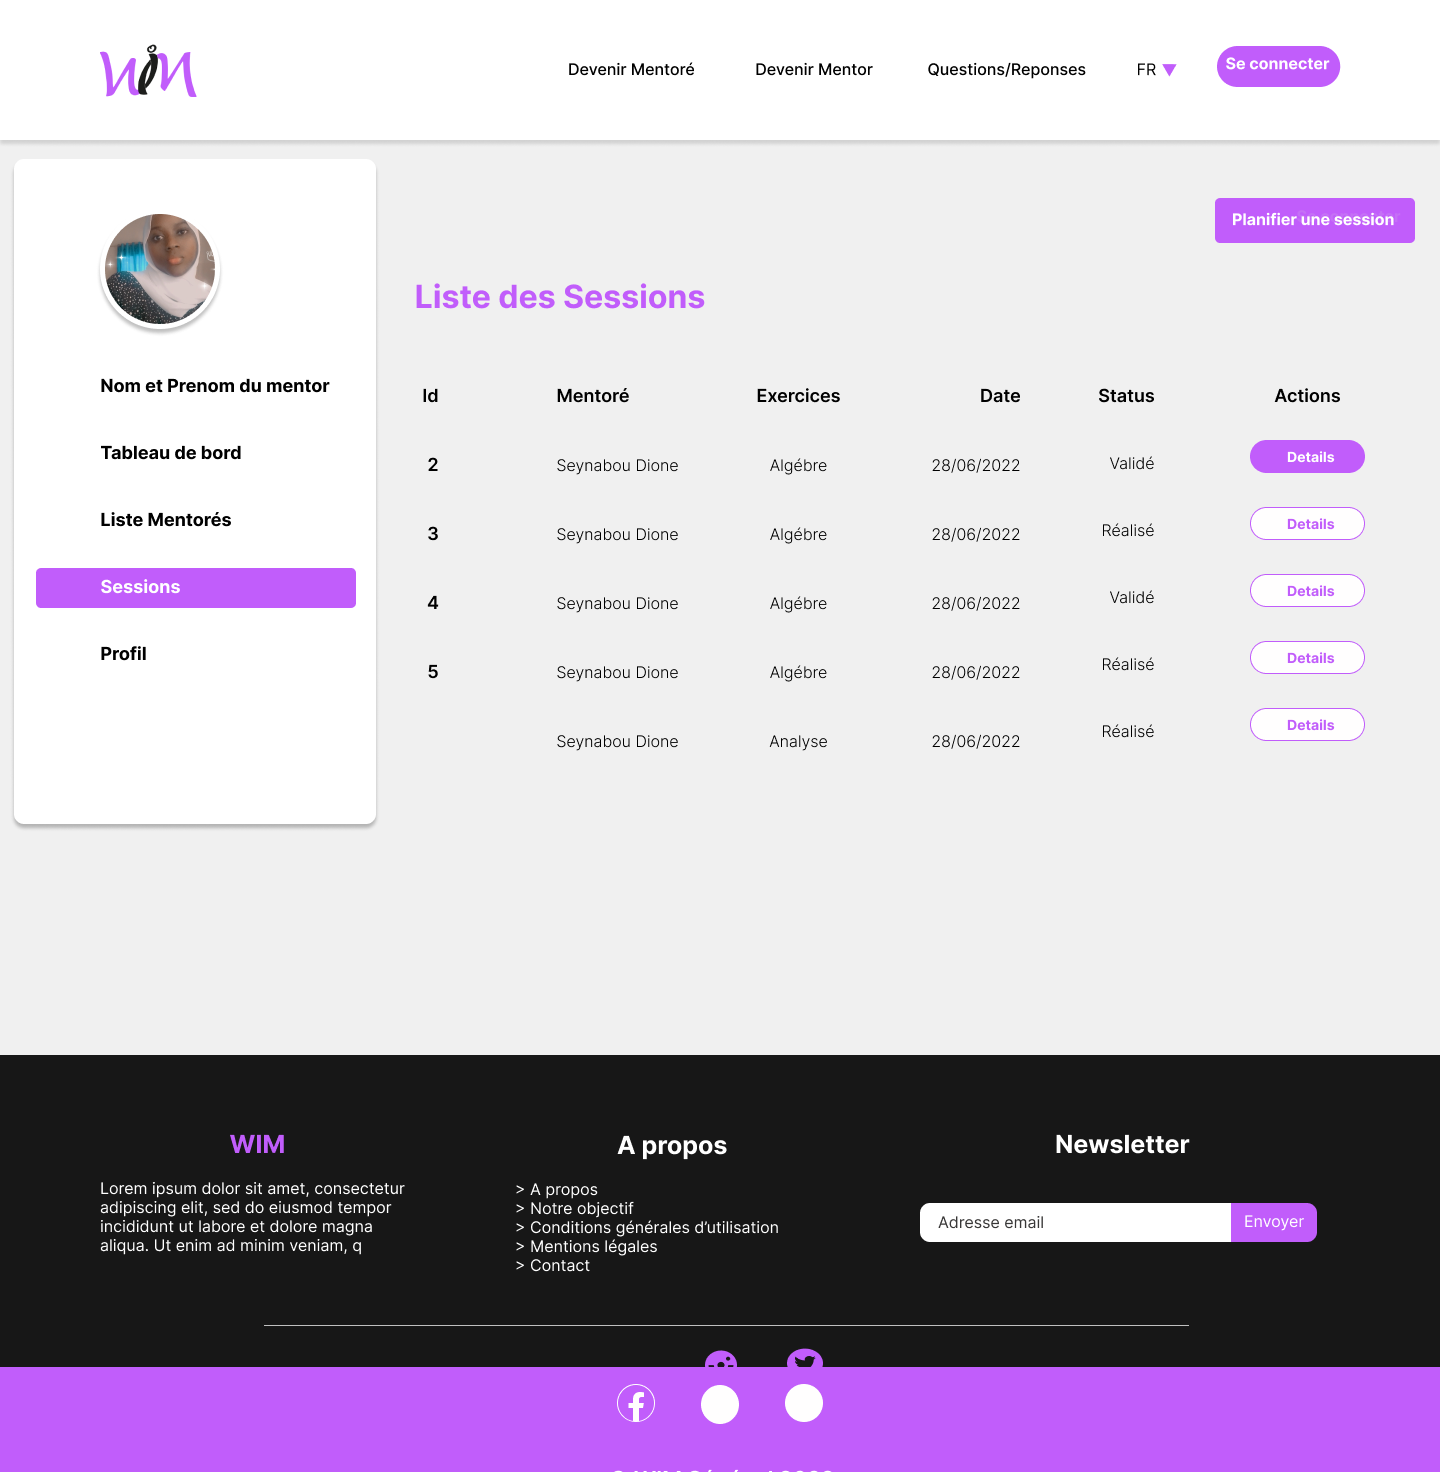 WiM
Devenir Mentoré Devenir Mentor Questions/Reponses FR Se connecter
Planifier une session
Liste des Sessions
Nom et Prenom du mentor
Tableau de bord
Liste Mentorés
Sessions
Profil
Id Mentoré Exercices Date Status Actions
2 Seynabou Dione Algébre 28/06/2022 Validé Details
3 Seynabou Dione Algébre 28/06/2022 Réalisé Details
4 Seynabou Dione Algébre 28/06/2022 Validé Details
5 Seynabou Dione Algébre 28/06/2022 Réalisé Details
Seynabou Dione Analyse 28/06/2022 Réalisé Details
WIM
Lorem ipsum dolor sit amet, consectetur
adipiscing elit, sed do eiusmod tempor
incididunt ut labore et dolore magna
aliqua. Ut enim ad minim veniam, q
A propos
> A propos
> Notre objectif
> Conditions générales d’utilisation
> Mentions légales
> Contact
Newsletter
Adresse email Envoyer